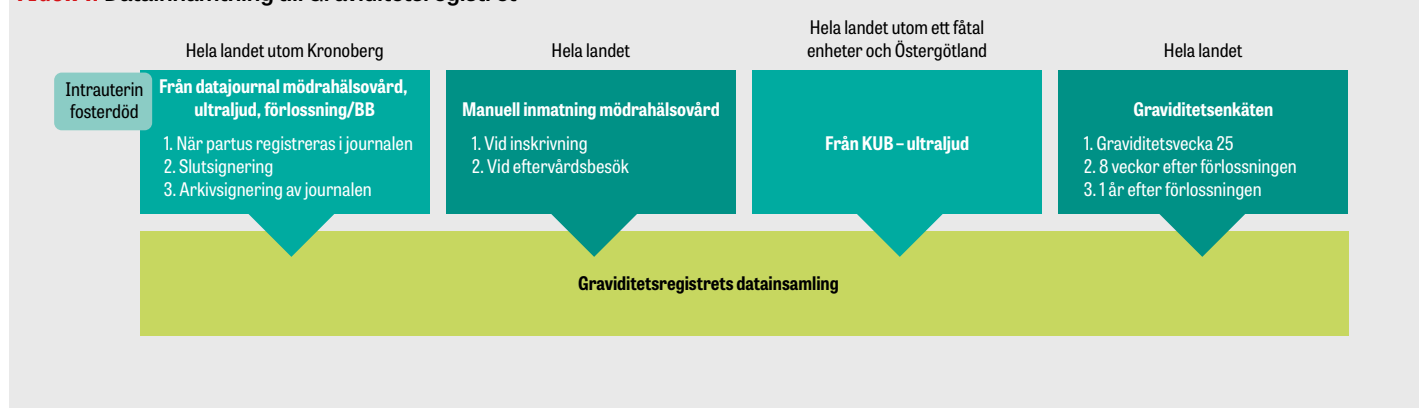 Datainhämtning till Graviditetsregistret
Hela landet utom Kronoberg
Hela landet
Hela landet utom ett fåtal
enheter och Östergötland
Hela landet
Intrauterin
fosterdöd
Från datajournal mödrahälsovård,
ultraljud, förlossning/BB
1. När partus registreras i journalen
2. Slutsignering
3. Arkivsignering av journalen
Manuell inmatning mödrahälsovård
1. Vid inskrivning
2. Vid eftervårdsbesök
Från KUB – ultraljud
Graviditetsenkäten
1. Graviditetsvecka 25
2. 8 veckor efter förlossningen
3. 1 år efter förlossningen
Graviditetsregistrets datainsamling